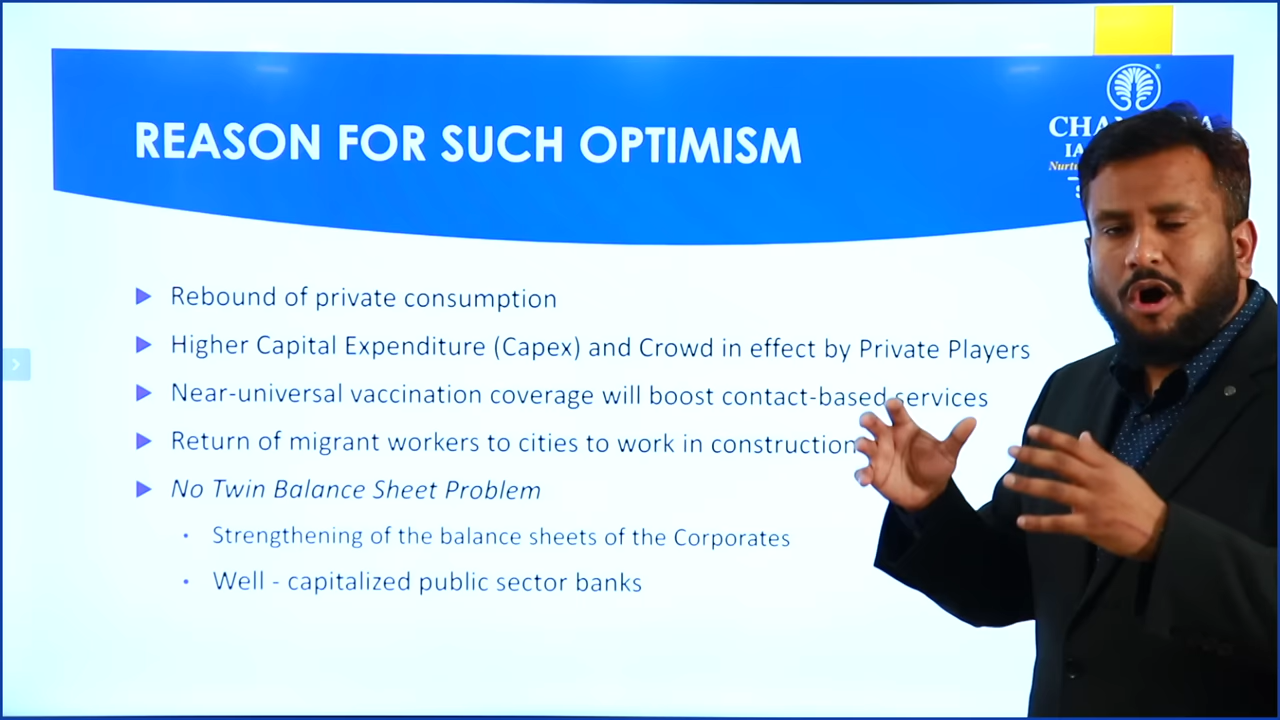 REASON FOR SUCH OPTIMISM
IA
Rebound of private consumption
Higher Capital Expenditure (Capex) and Crowd in effect by Private Players
Near-universal vaccination coverage will boost contact-based services
Return of migrant workers to cities to work in construction
No Twin Balance Sheet Problem
Strengthening of the balance sheets of the Corporates
Well - capitalized public sector banks